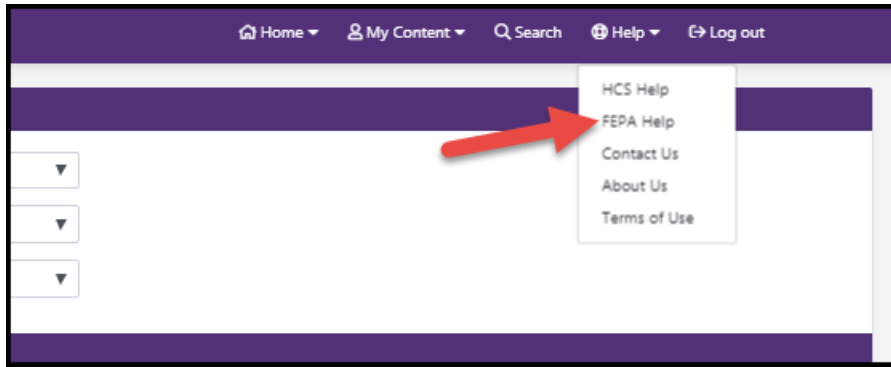 Home My Content Search Help Log out
HCS Help
FEPA Help
Contact Us
About Us
Terms of Use